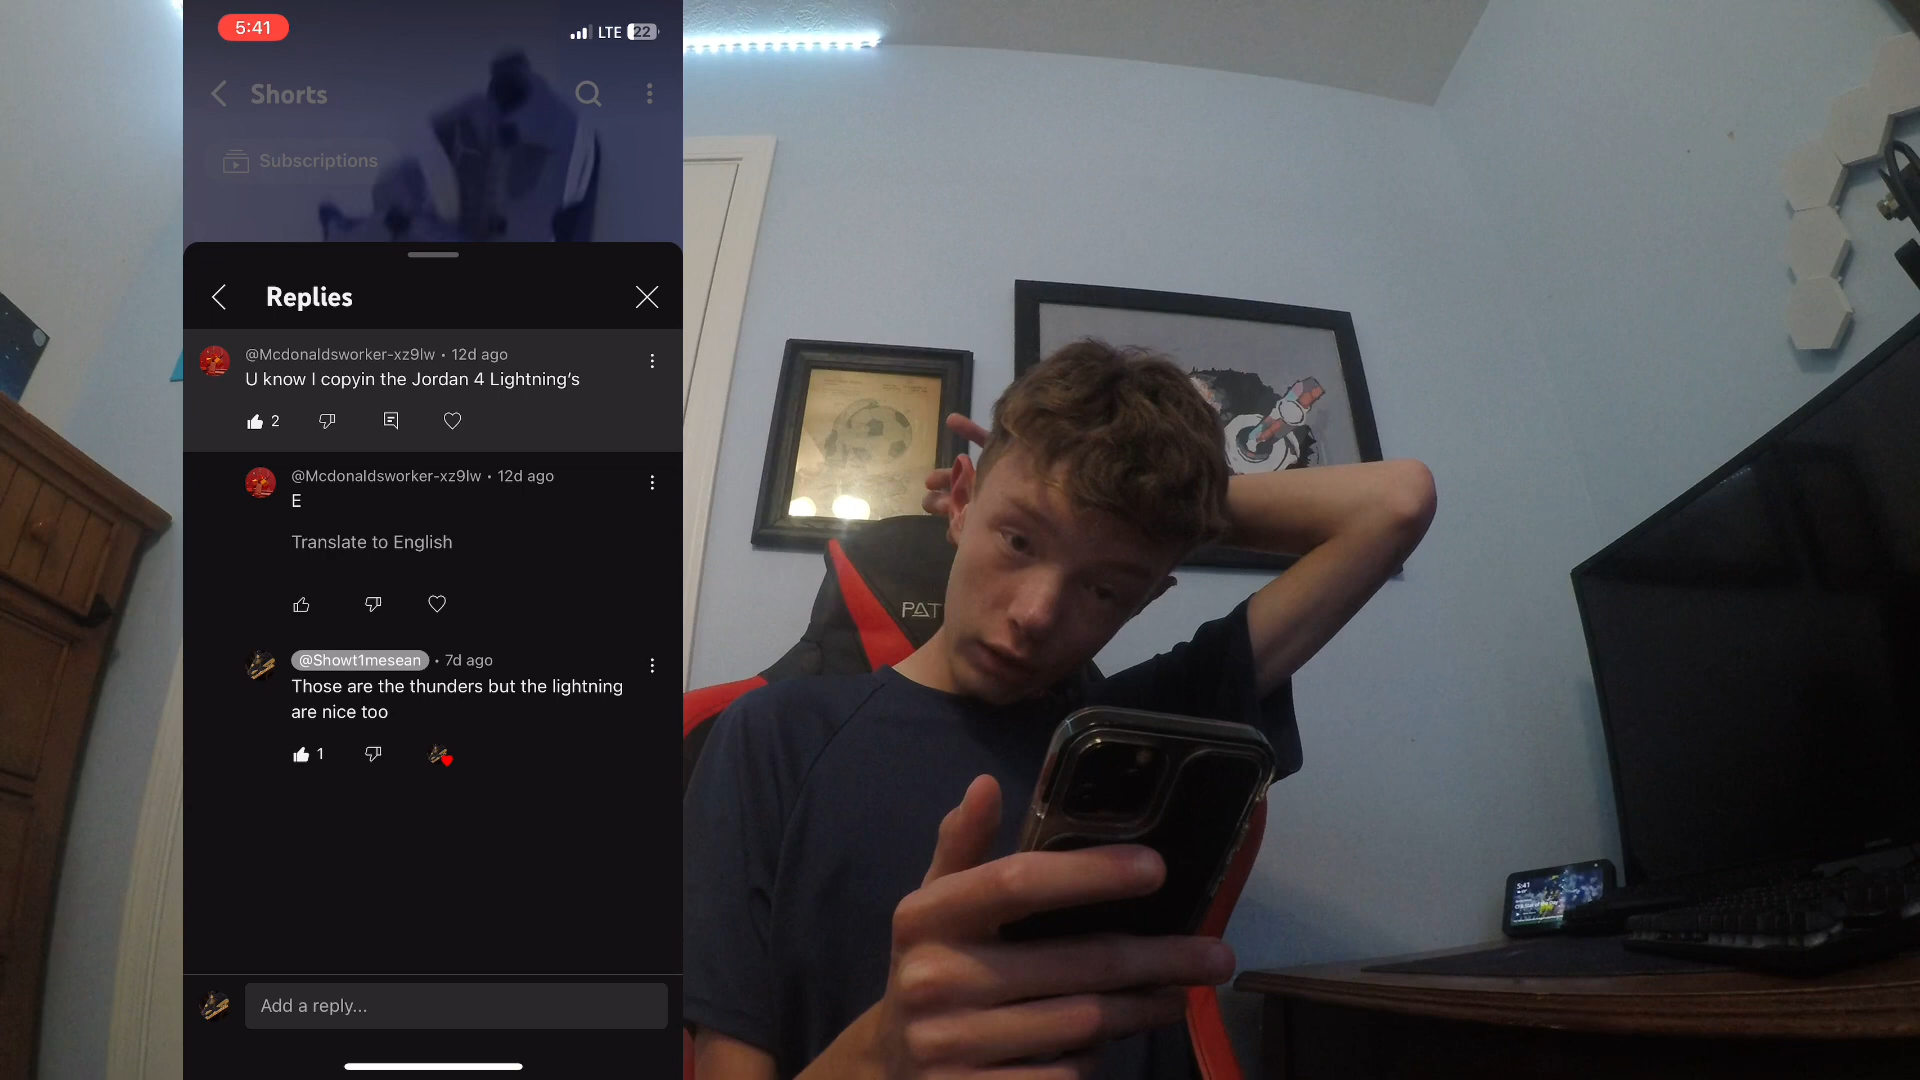 5:41
LTE 22
Shorts
Subscriptions
Replies
@Mcdonaldsworker-xz9lw • 12d ago
U know I copyin the Jordan 4 Lightning’s
2
@Mcdonaldsworker-xz9lw • 12d ago
E
Translate to English
@Showt1mesean • 7d ago
Those are the thunders but the lightning
are nice too
1
Add a reply...
PAT
5:41